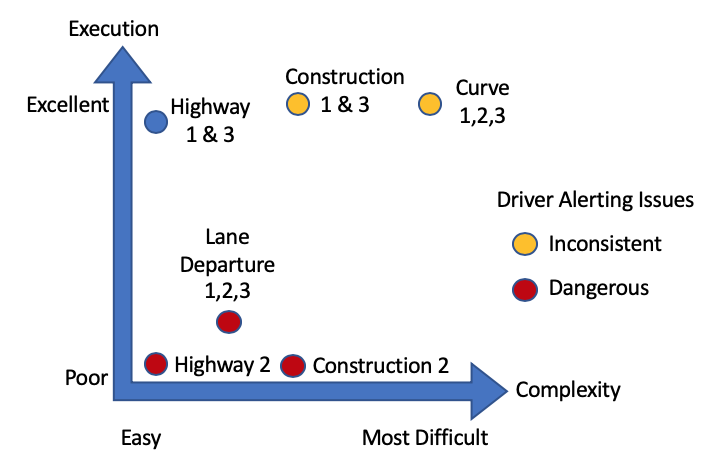 Execution
Excellent
Highway
1 & 3
Construction
1 & 3
Curve
1,2,3
Driver Alerting Issues
Inconsistent
Dangerous
Lane
Departure
1,2,3
Poor
Highway 2
Construction 2
Complexity
Easy
Most Difficult